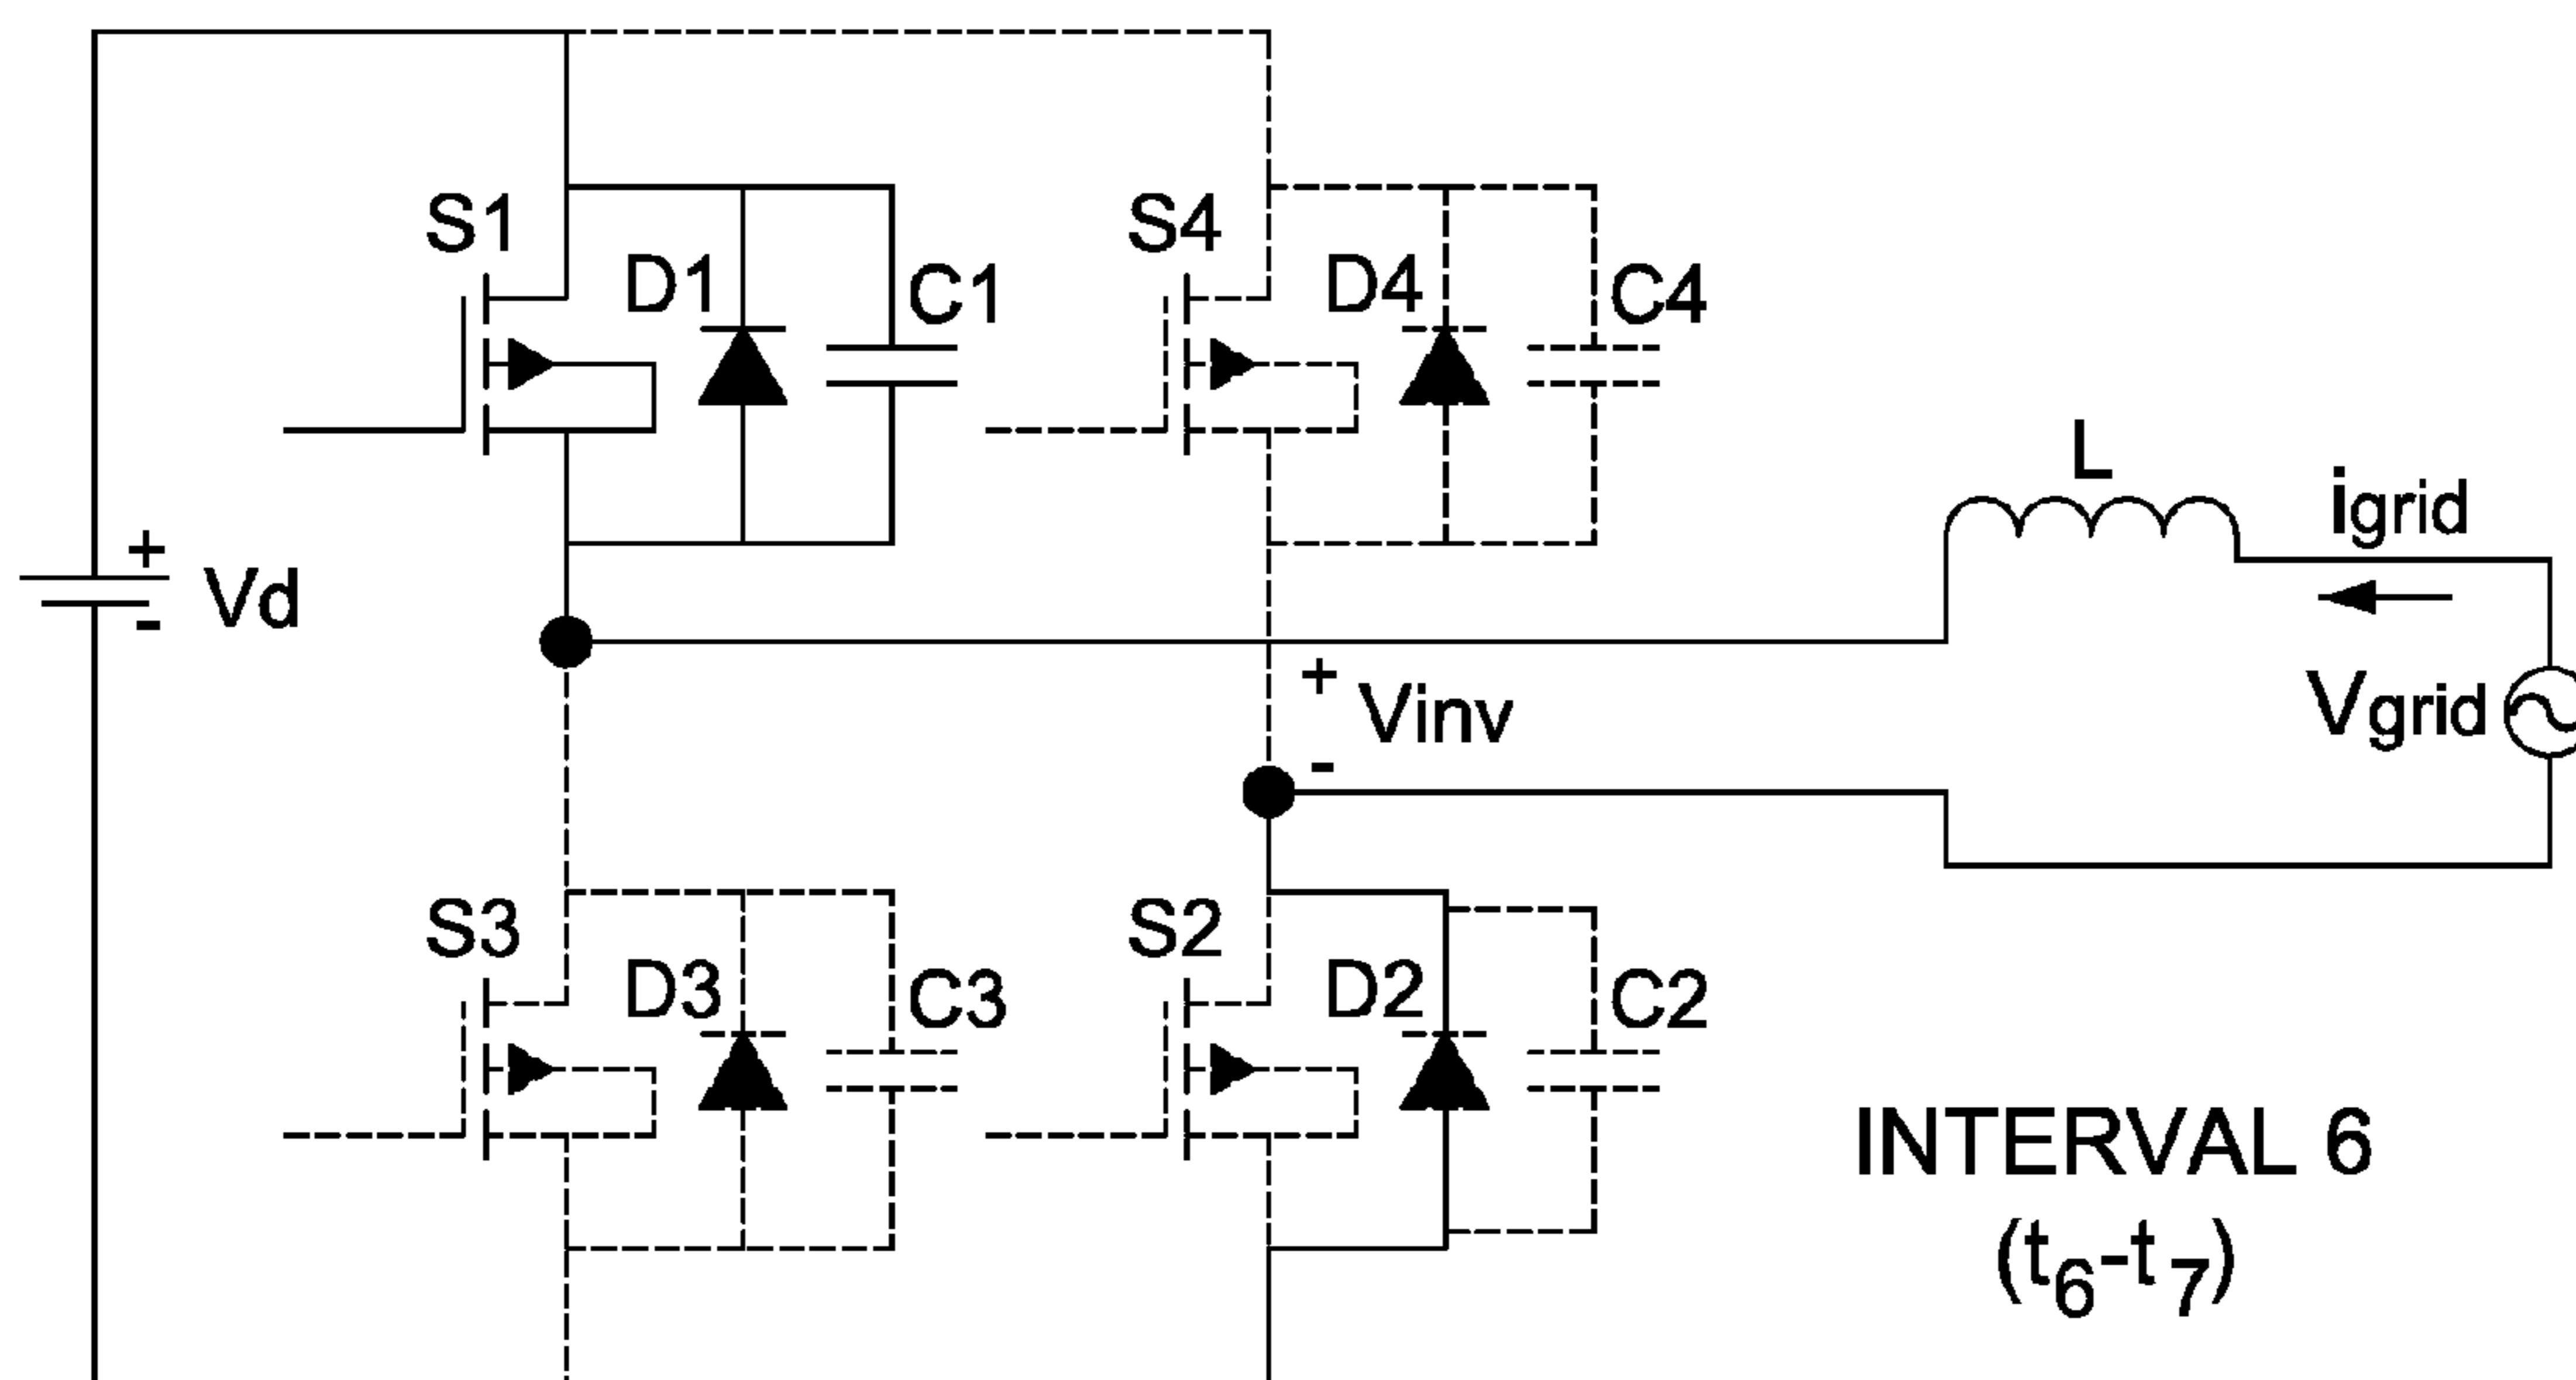 S1
D1
C1
S4
D4
C4
L
igrid
+
Vd
-
+
Vinv
-
Vgrid
S3
D3
C3
S2
D2
C2
INTERVAL 6
(t6-t7)